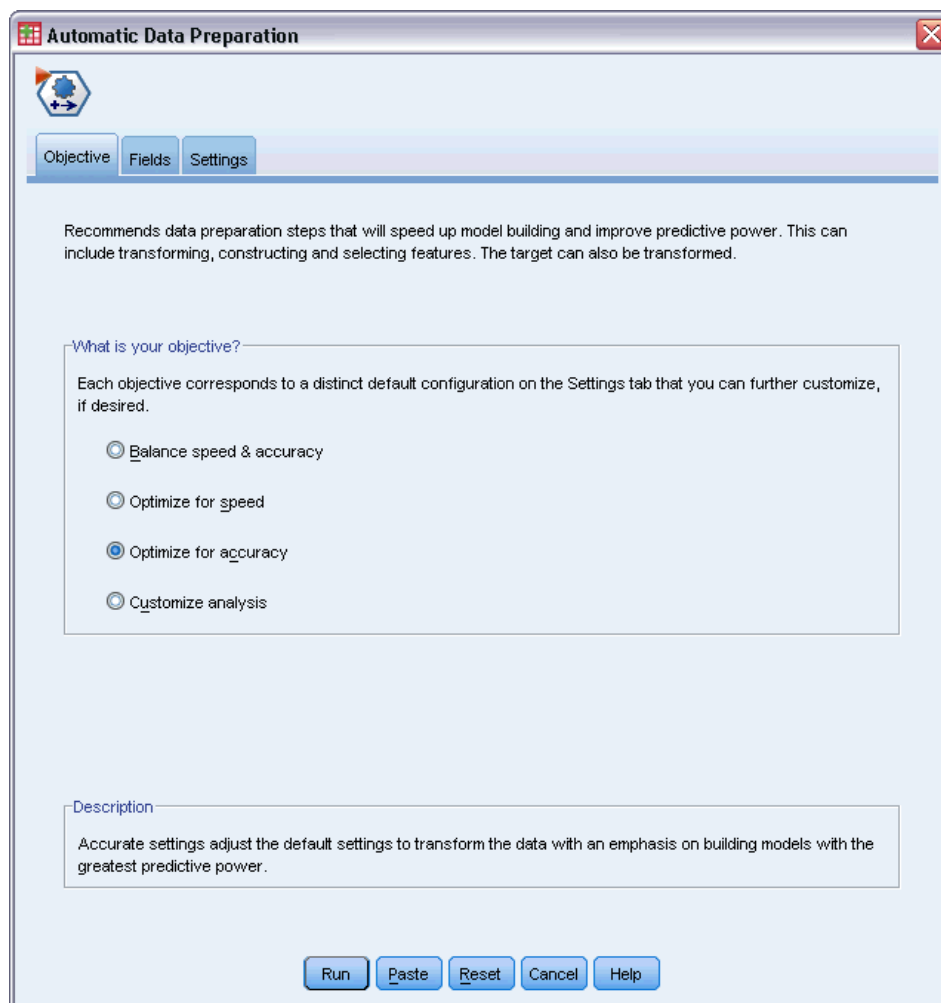 Automatic Data Preparation
Objective
Fields
Settings
Recommends data preparation steps that will speed up model building and improve predictive power. This can
include transforming, constructing and selecting features. The target can also be transformed.
What is your objective?
Each objective corresponds to a distinct default configuration on the Settings tab that you can further customize,
if desired.
Balance speed & accuracy
Optimize for speed
Optimize for accuracy
Customize analysis
Description
Accurate settings adjust the default settings to transform the data with an emphasis on building models with the
greatest predictive power.
Run
Paste
Reset
Cancel
Help